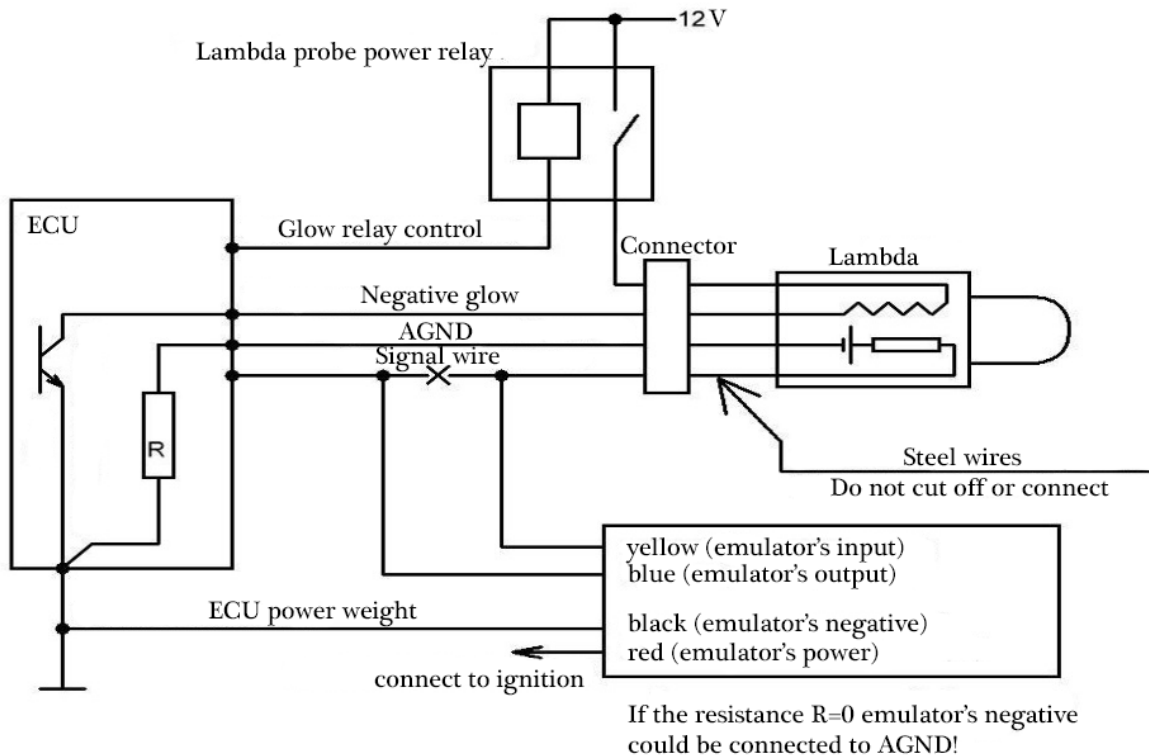 12 V
Lambda probe power relay
ECU
Glow relay control
Connector
Lambda
Negative glow
AGND
Signal wire
R
Steel wires
Do not cut off or connect
yellow (emulator's input)
blue (emulator's output)
ECU power weight
black (emulator's negative)
red (emulator's power)
connect to ignition
If the resistance R=0 emulator's negative
could be connected to AGND!